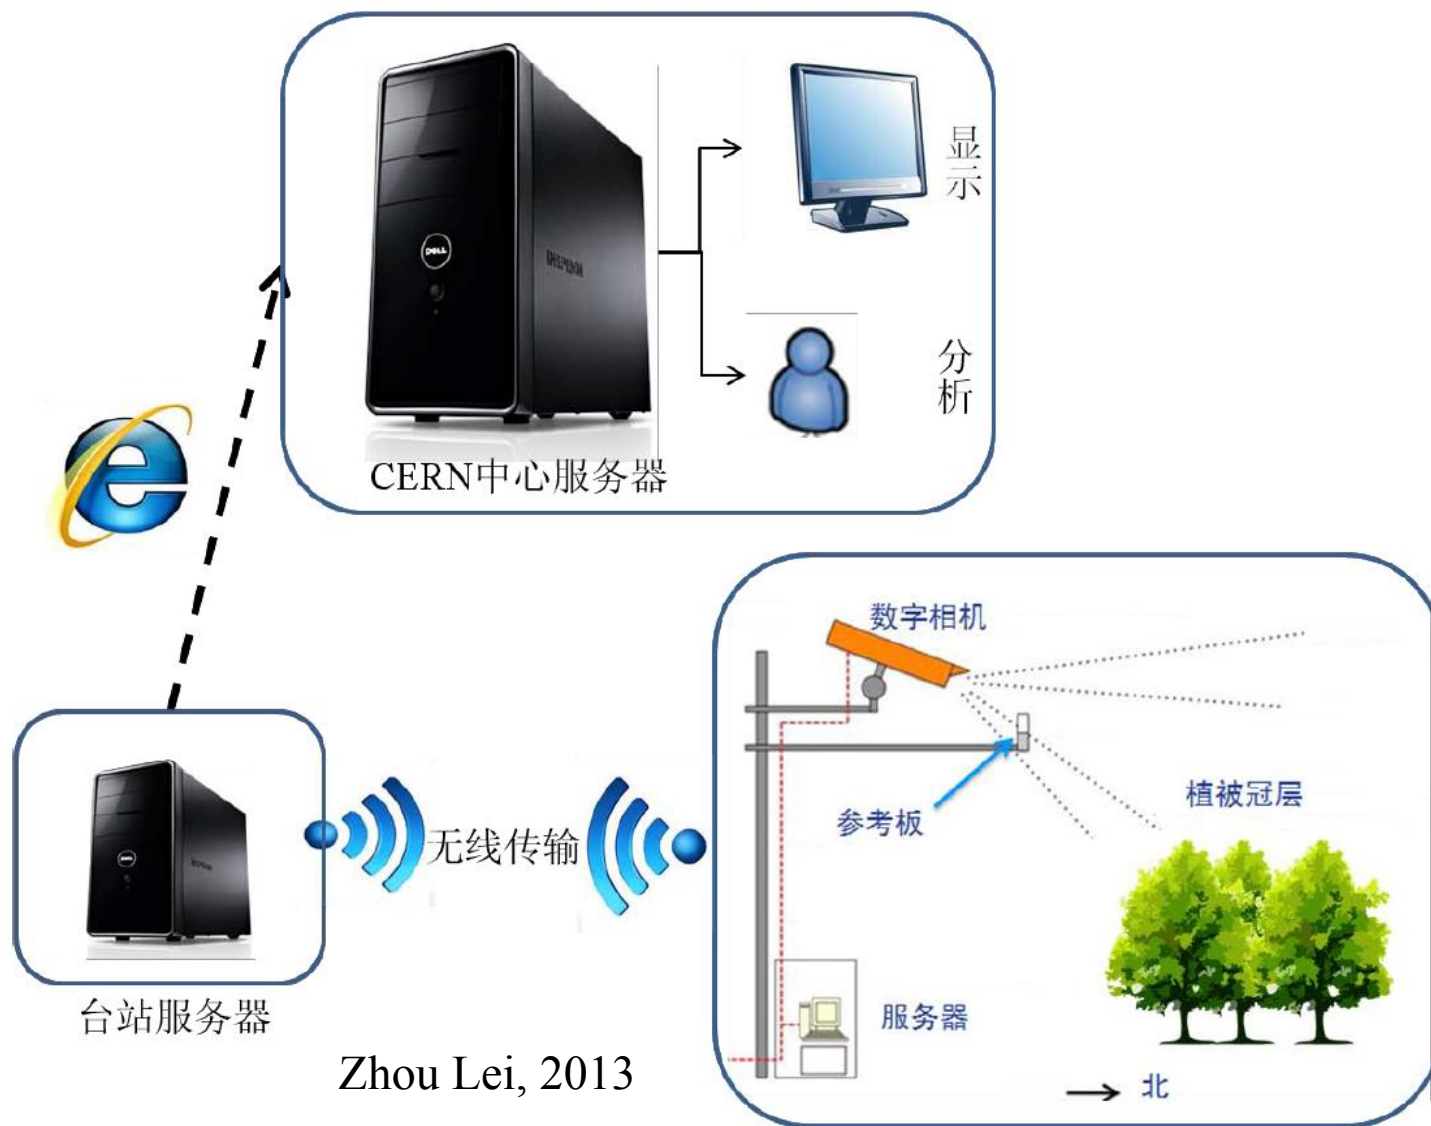 显示
分析
DELL
CERN中心服务器
数字相机
植被冠层
参考板
无线传输
DELL
台站服务器
服务器
Zhou Lei, 2013
北